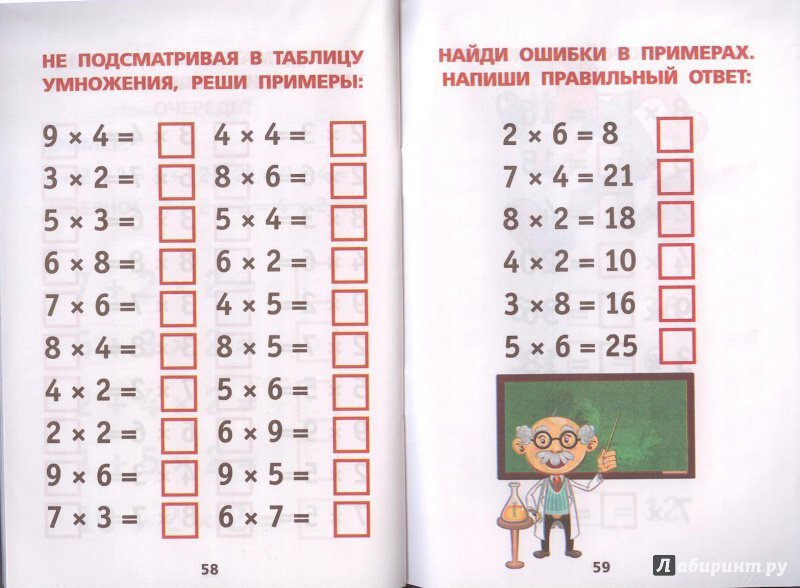 НЕ ПОДСМАТРИВАЯ В ТАБЛИЦУ
УМНОЖЕНИЯ, РЕШИ ПРИМЕРЫ:
9 × 4 = 4 × 4 =
3 × 2 = 8 × 6 =
5 × 3 = 5 × 4 =
6 × 8 = 6 × 2 =
7 × 6 = 4 × 5 =
8 × 4 = 8 × 5 =
4 × 2 = 5 × 6 =
2 × 2 = 6 × 9 =
9 × 6 = 9 × 5 =
7 × 3 = 6 × 7 =
58
НАЙДИ ОШИБКИ В ПРИМЕРАХ.
НАПИШИ ПРАВИЛЬНЫЙ ОТВЕТ:
2 × 6 = 8
7 × 4 = 21
8 × 2 = 18
4 × 2 = 10
3 × 8 = 16
5 × 6 = 25
59
Лабиринт.ру